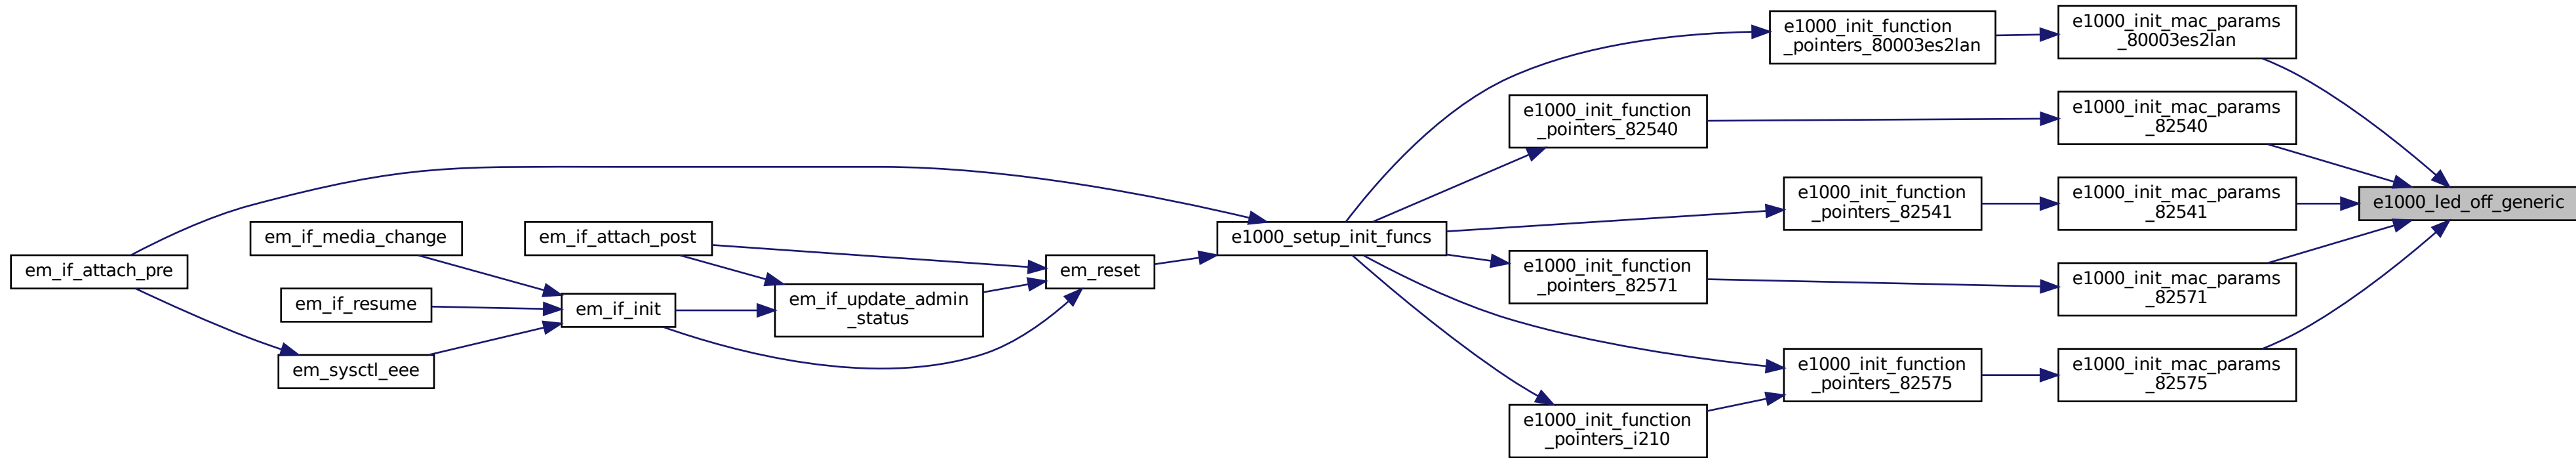 e1000_init_function
_pointers_80003es2lan
e1000_init_mac_params
_80003es2lan
e1000_init_function
_pointers_82540
e1000_init_mac_params
_82540
e1000_init_function
_pointers_82541
e1000_init_mac_params
_82541
e1000_led_off_generic
em_if_media_change
em_if_attach_post
e1000_setup_init_funcs
em_if_attach_pre
em_reset
e1000_init_function
_pointers_82571
e1000_init_mac_params
_82571
em_if_resume
em_if_init
em_if_update_admin
_status
em_sysctl_eee
e1000_init_function
_pointers_82575
e1000_init_mac_params
_82575
e1000_init_function
_pointers_i210